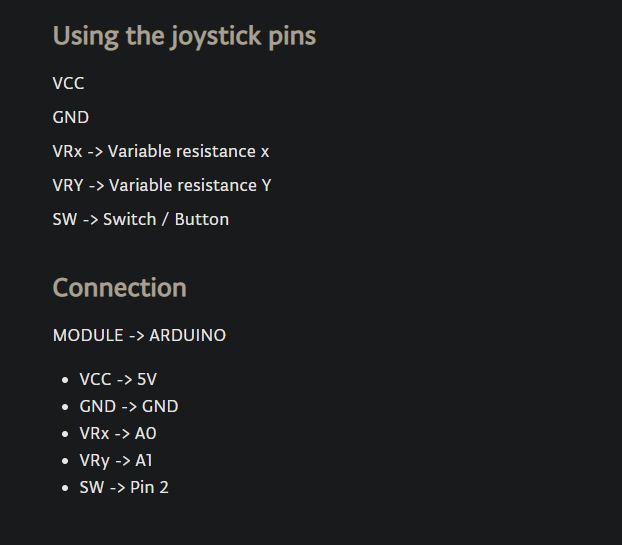 Using the joystick pins
VCC
GND
VRx -> Variable resistance x
VRY -> Variable resistance Y
SW -> Switch / Button
Connection
MODULE -> ARDUINO
• VCC -> 5V
• GND -> GND
• VRx -> A0
• VRy -> A1
• SW -> Pin 2